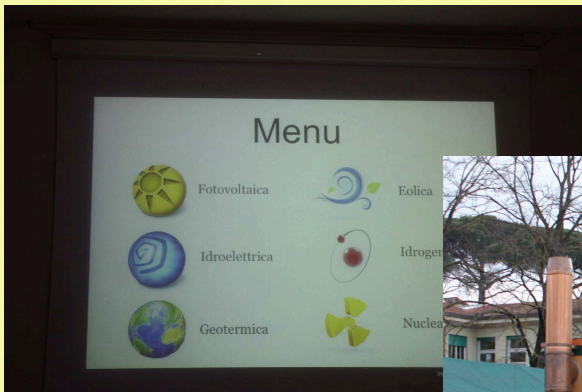 Menu
Fotovoltaica
Eolica
Idroelettrica
Geotermica